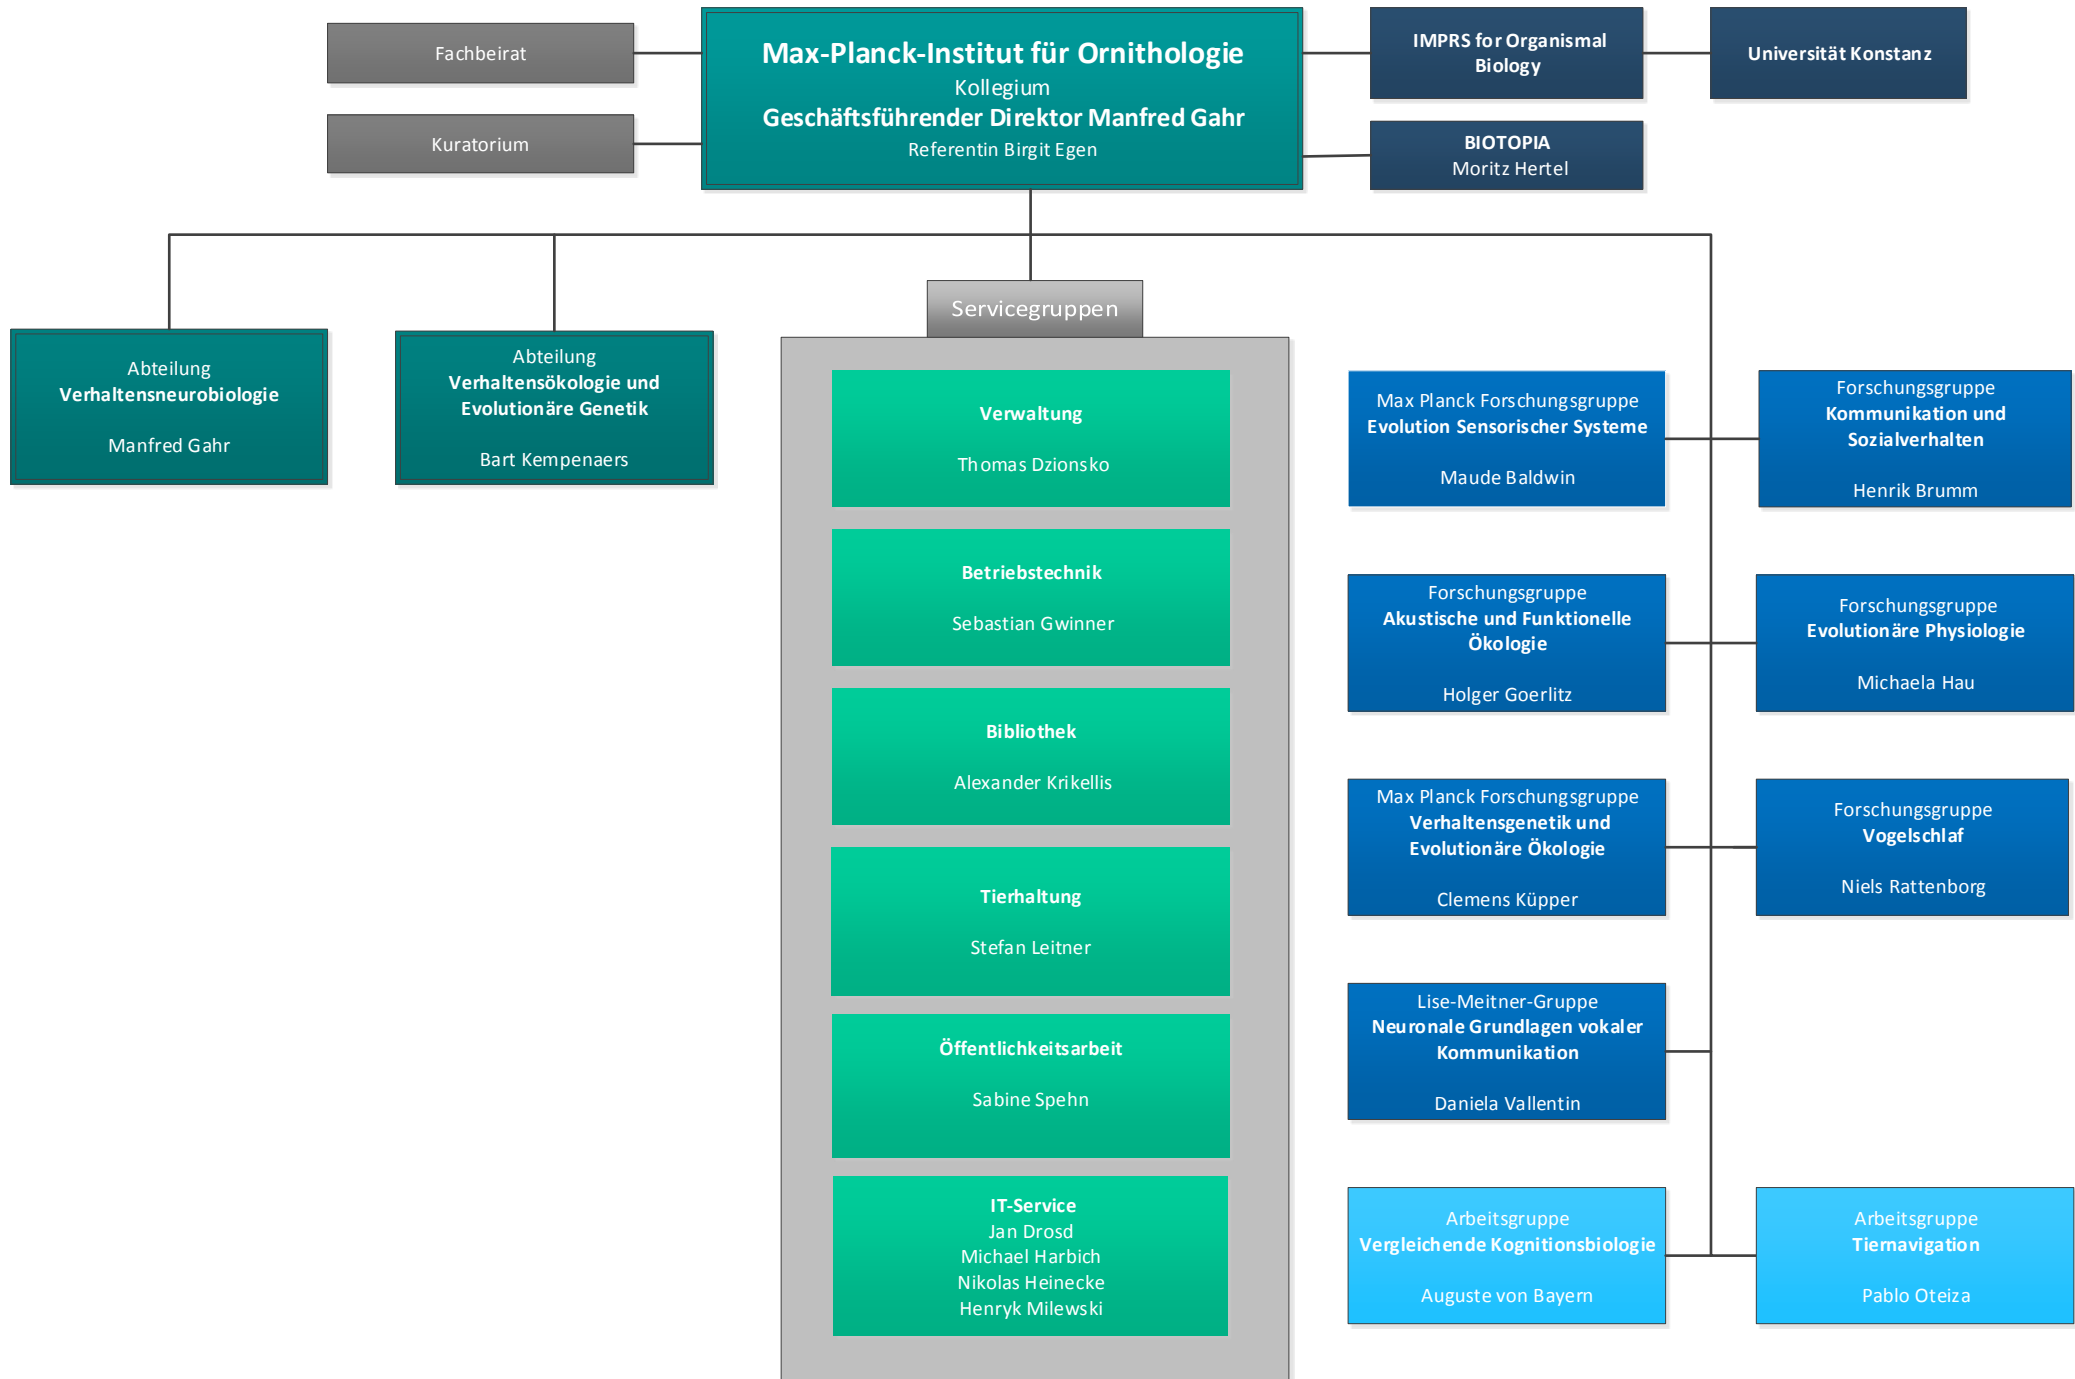 Fachbeirat
Kuratorium
Max-Planck-Institut für Ornithologie
Kollegium
Geschäftsführender Direktor Manfred Gahr
Referentin Birgit Egen
IMPRS for Organismal
Biology
Universität Konstanz
BIOTOPIA
Moritz Hertel
Abteilung
Verhaltensneurobiologie
Manfred Gahr
Abteilung
Verhaltensökologie und
Evolutionäre Genetik
Bart Kempenaers
Servicegruppen
Verwaltung
Thomas Dzionsko
Betriebstechnik
Sebastian Gwinner
Bibliothek
Alexander Krikellis
Tierhaltung
Stefan Leitner
Öffentlichkeitsarbeit
Sabine Spehn
IT-Service
Jan Drosd
Michael Harbich
Nikolas Heinecke
Henryk Milewski
Max Planck Forschungsgruppe
Evolution Sensorischer Systeme
Maude Baldwin
Forschungsgruppe
Kommunikation und
Sozialverhalten
Henrik Brumm
Forschungsgruppe
Akustische und Funktionelle
Ökologie
Holger Goerlitz
Forschungsgruppe
Evolutionäre Physiologie
Michaela Hau
Max Planck Forschungsgruppe
Verhaltensgenetik und
Evolutionäre Ökologie
Clemens Küpper
Forschungsgruppe
Vogelschlaf
Niels Rattenborg
Lise-Meitner-Gruppe
Neuronale Grundlagen vokaler
Kommunikation
Daniela Vallentin
Arbeitsgruppe
Vergleichende Kognitionsbiologie
Auguste von Bayern
Arbeitsgruppe
Tiernavigation
Pablo Oteiza